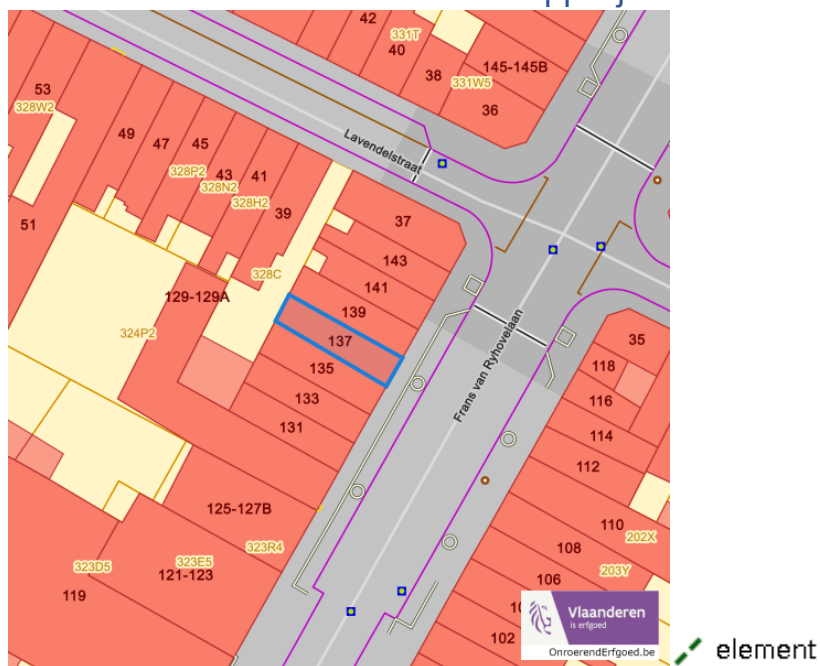 42
331T
40
38
145-145B
331W5
36
53
328W2
49
47
45
Lavendelstraat
328P2
43
41
328N2
328H2
39
37
51
143
328C
141
129-129A
139
324P2
137
35
135
118
133
116
131
114
Frans van Ryhovelaan
112
125-127B
110
202X
323R4
108
323D5
323E5
121-123
203Y
119
106
102
Vlaanderen
is erfgoed
OnroerendErfgoed.be
element